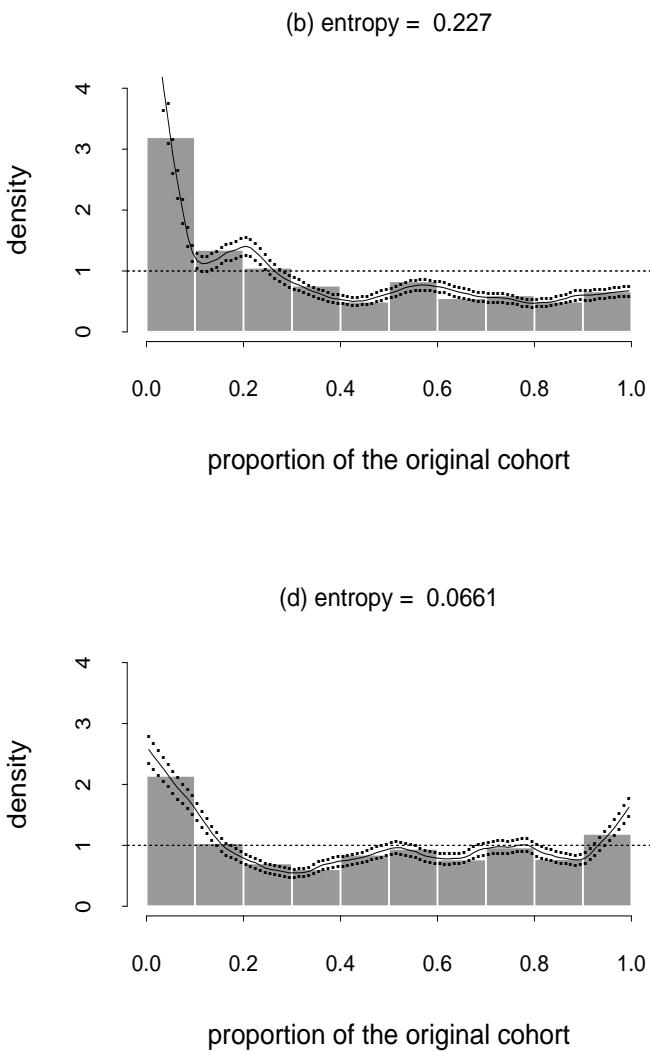 (b) entropy =  0.227
4
3
2
1
0
density
0.0 0.2 0.4 0.6 0.8 1.0
proportion of the original cohort
(d) entropy =  0.0661
4
3
2
1
0
density
0.0 0.2 0.4 0.6 0.8 1.0
proportion of the original cohort